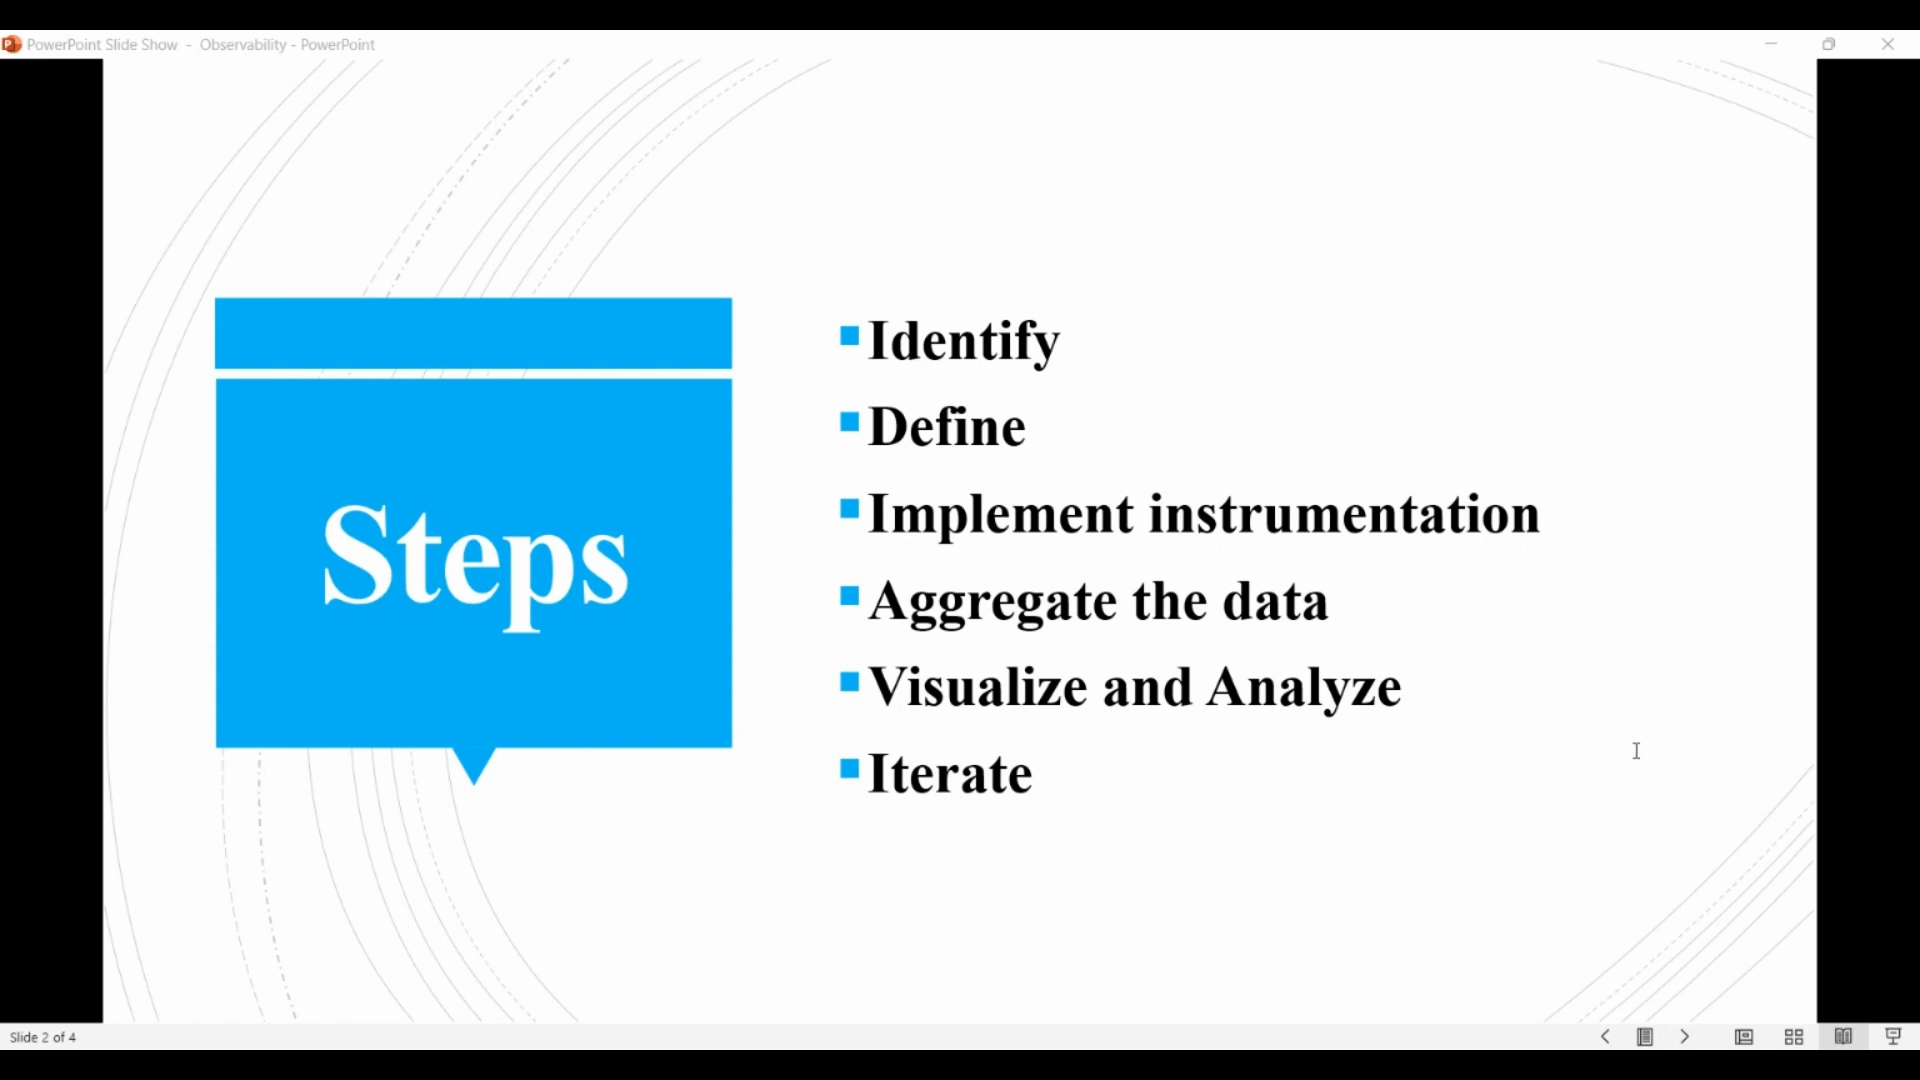 PowerPoint Slide Show - Observability - PowerPoint
Steps
Identify
Define
Implement instrumentation
Aggregate the data
Visualize and Analyze
Iterate
Slide 2 of 4